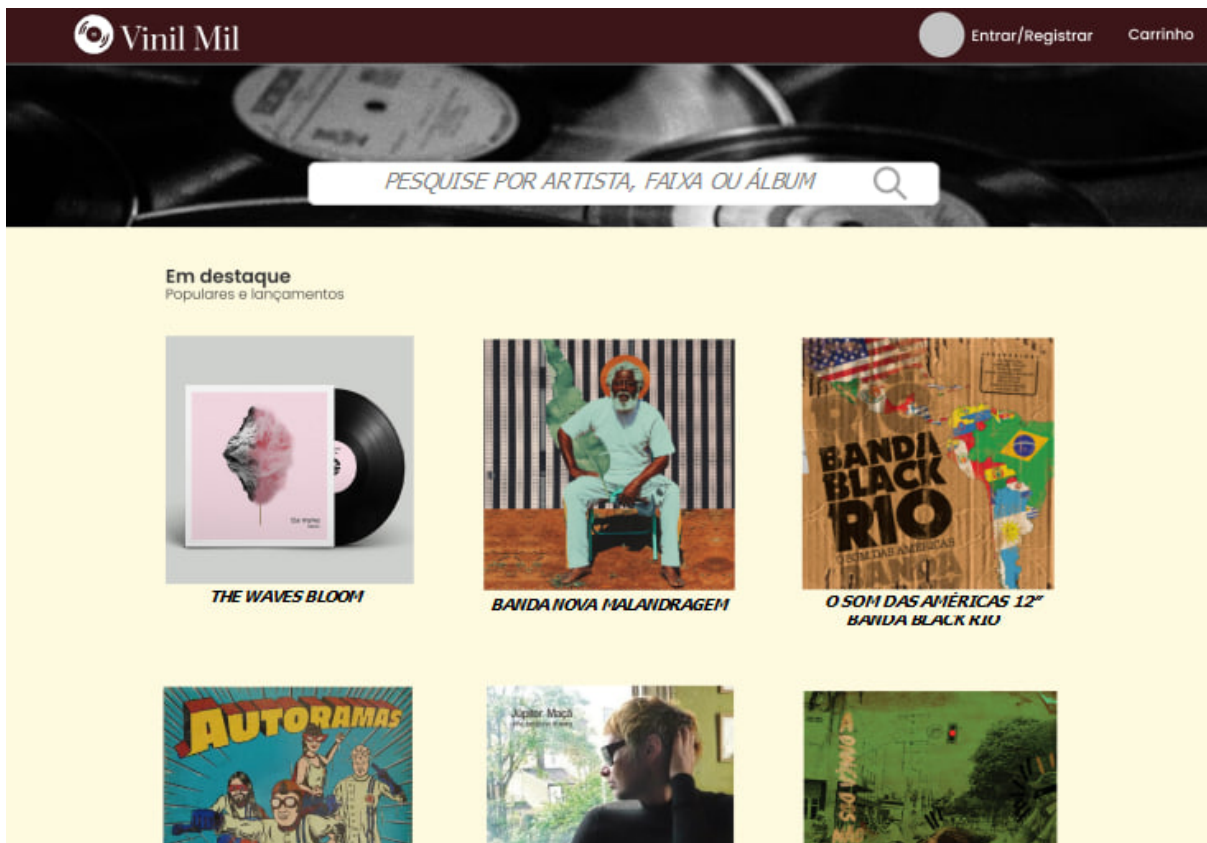 Vinil Mil
Entrar/Registrar
Carrinho
PESQUISE POR ARTISTA, FAIXA OU ÁLBUM
Em destaque
Populares e lançamentos
THE WAVES BLOOM
BANDA NOVA MALANDRAGEM
BANDA
BLACK
RIO
O SOM DAS AMÉRICAS
BANDA
O SOM DAS AMÉRICAS 12”
BANDA BLACK RIO
AUTORAMAS
Júpiter Maçã